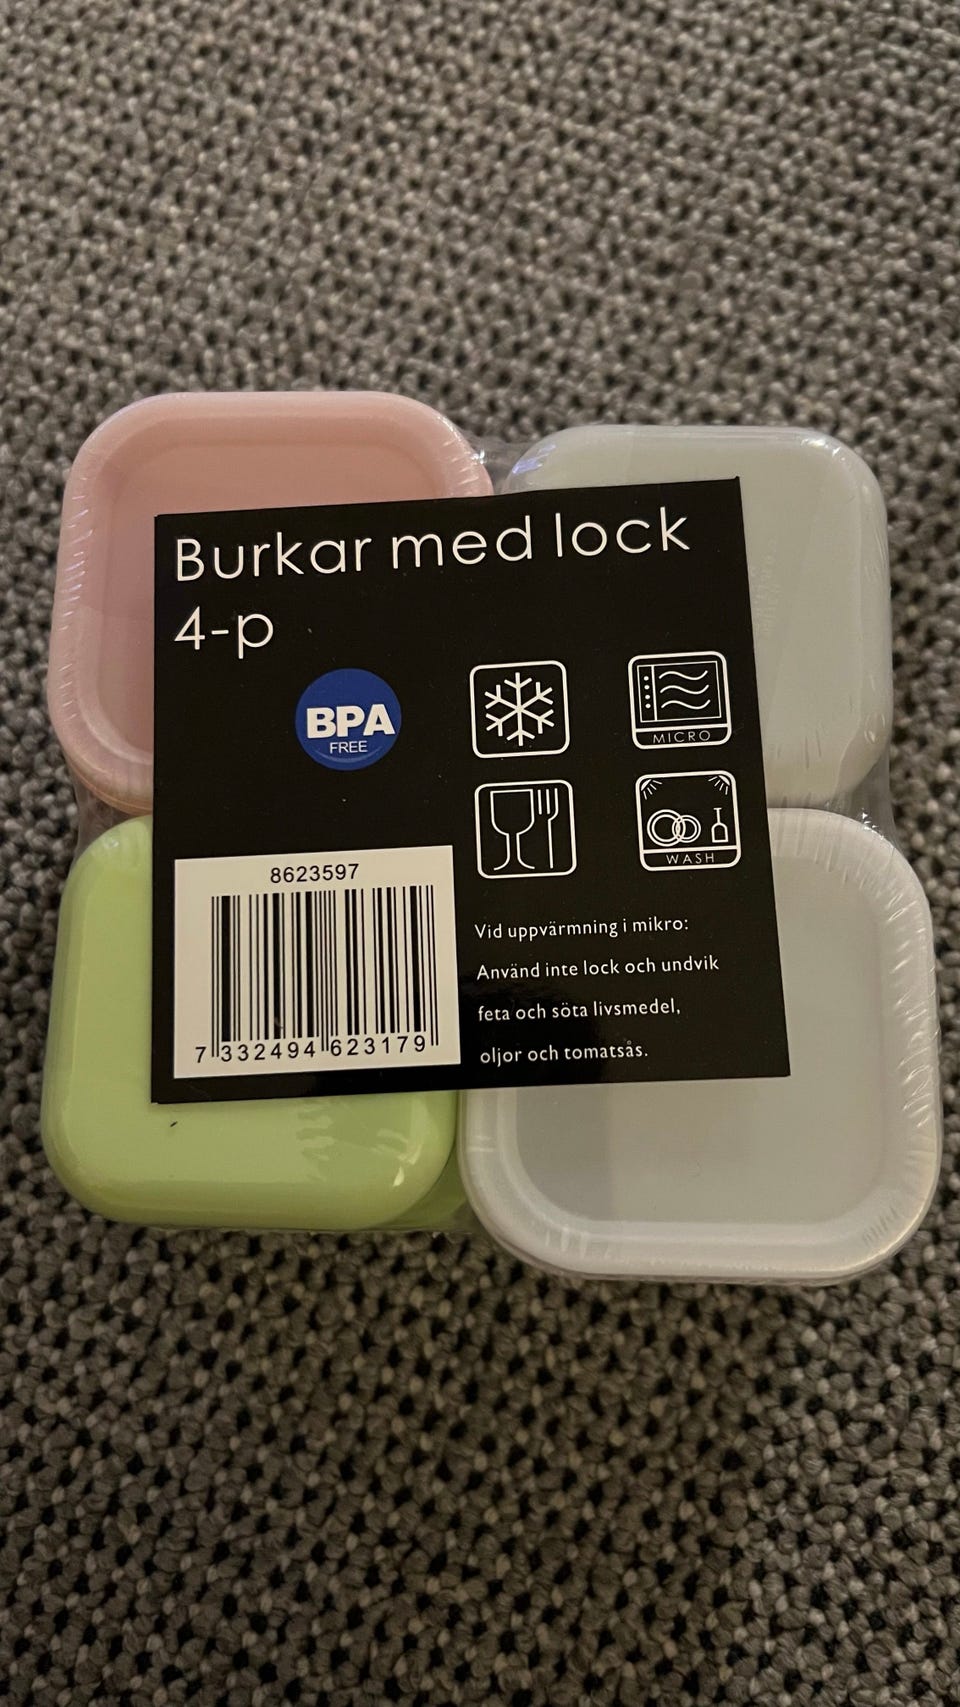 Burkar med lock
4-p
BPA
FREE
MICRO
WASH
8623597
7 332494 623179
Vid uppvärmning i mikro:
Använd inte lock och undvik
feta och söta livsmedel,
oljor och tomatsås.